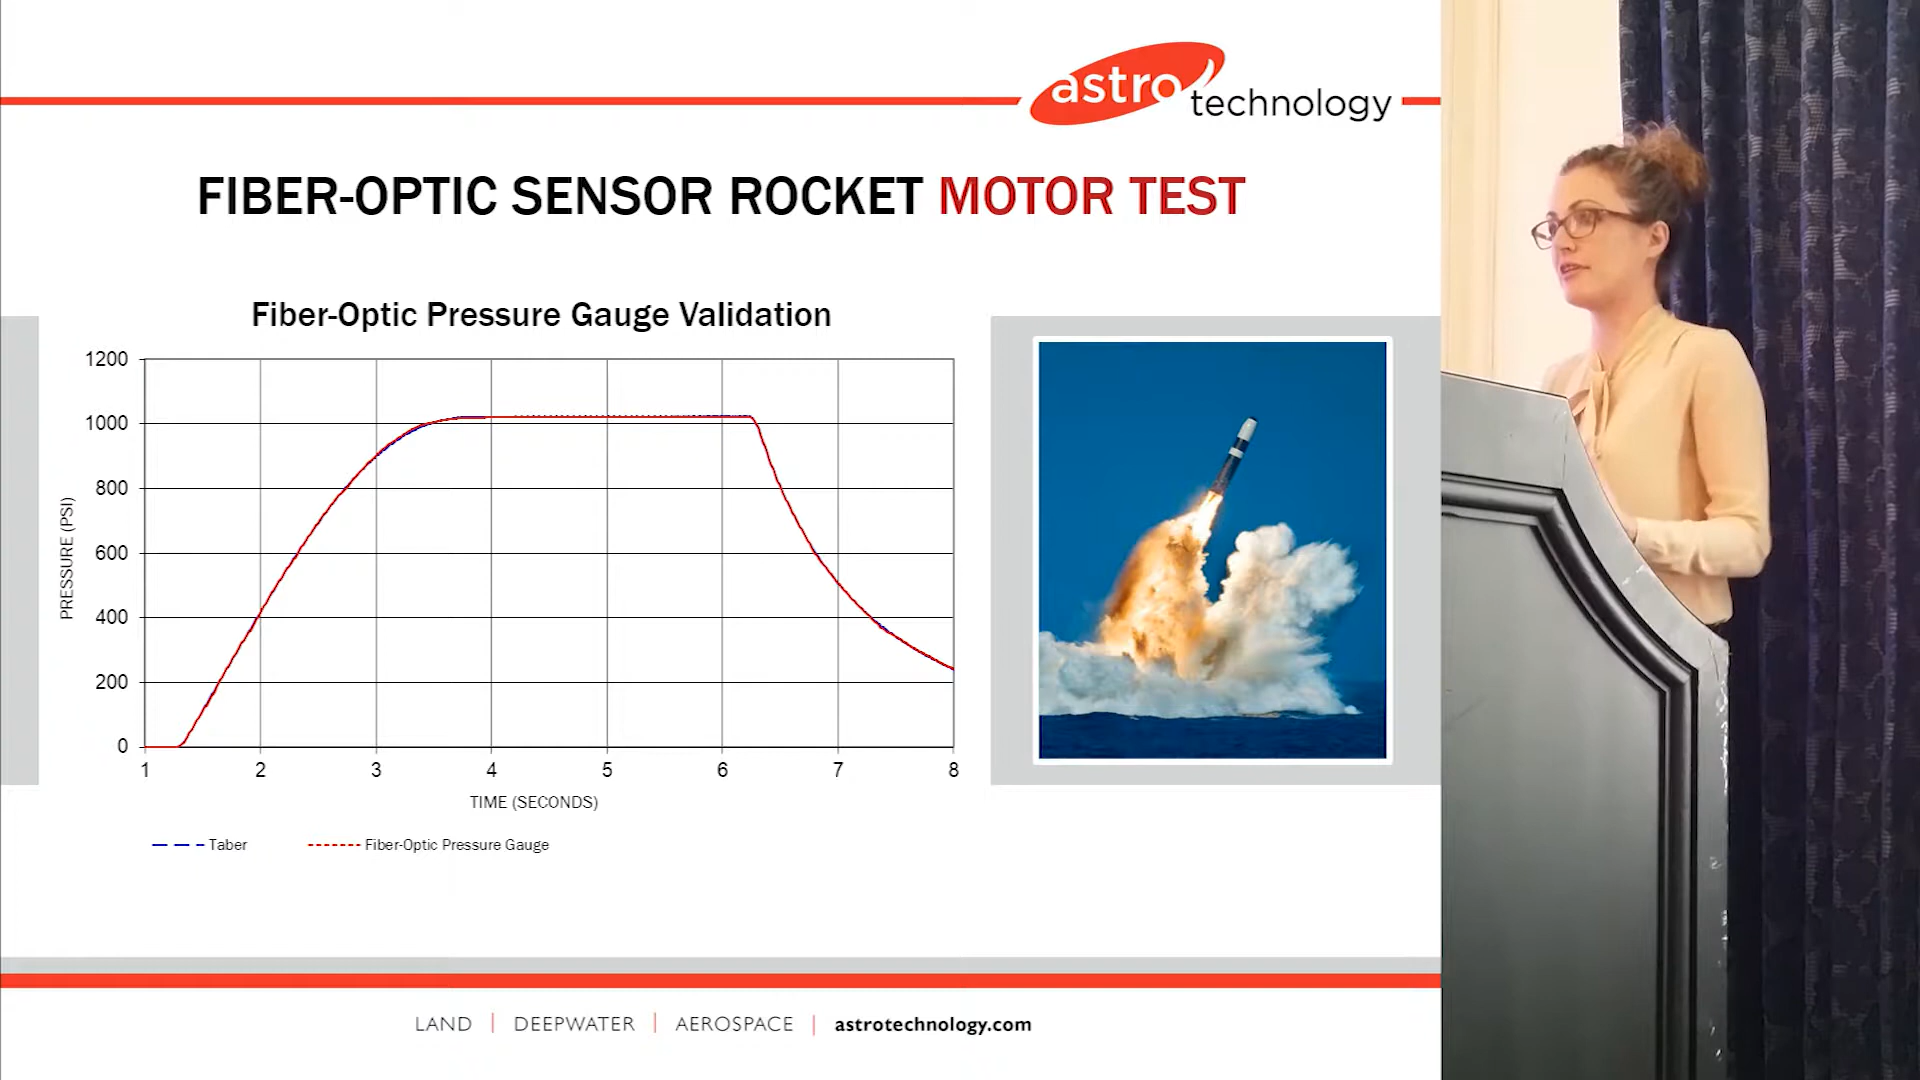 astro
technology
FIBER-OPTIC SENSOR ROCKET MOTOR TEST
Fiber-Optic Pressure Gauge Validation
1200
1000
800
600
400
200
0
PRESSURE (PSI)
1 2 3 4 5 6 7 8
TIME (SECONDS)
Taber Fiber-Optic Pressure Gauge
LAND | DEEPWATER | AEROSPACE | astrotechnology.com